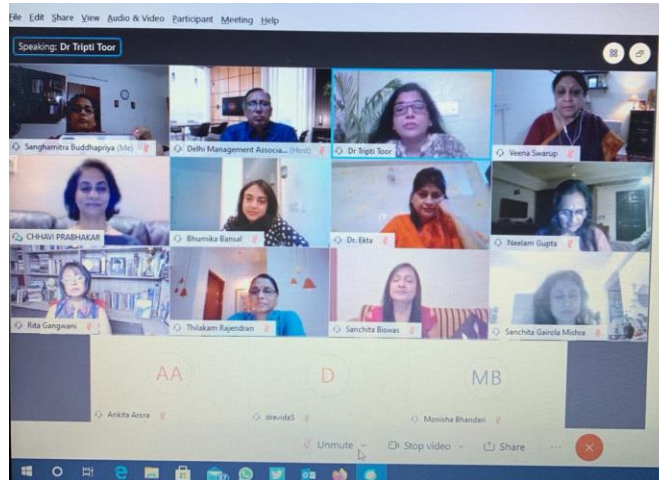 File Edit Share View Audio & Video Participant Meeting Help
Speaking: Dr Tripti Toor
Sanghamitra Buddhapriya (Me)
Delhi Management Associa... (Host)
Dr Tripti Toor
Veena Swarup
CHHAVI PRABHAKAR
Bhumika Bansal
Dr. Ekta
Neelam Gupta
Rita Gangwani
Thilakam Rajendran
Sanchita Biswas
Sanchita Gairola Mishra
AA
D
MB
Ankita Arora
dravida5
Monisha Bhandari
Unmute
Stop video
Share